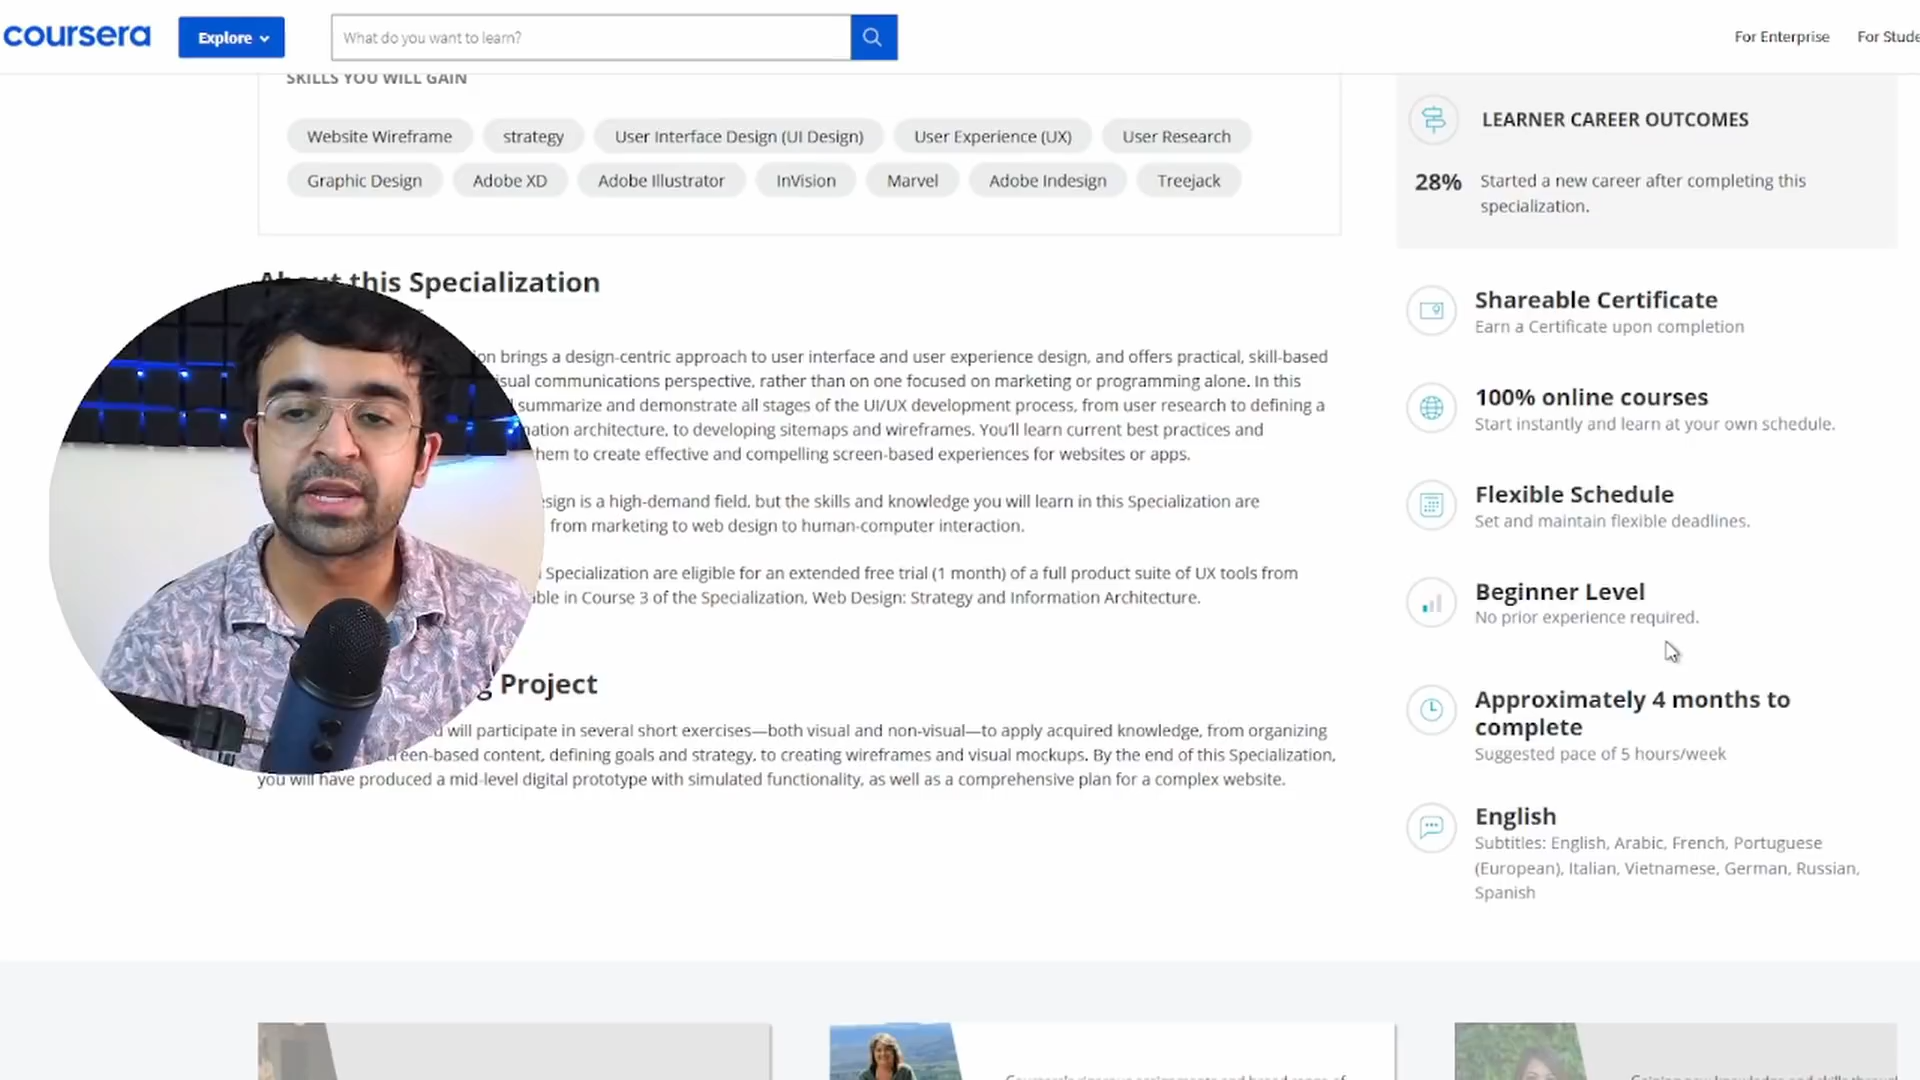 coursera
Explore
What do you want to learn?
For Enterprise
For Stude
SKILLS YOU WILL GAIN
Website Wireframe
strategy
User Interface Design (UI Design)
User Experience (UX)
User Research
Graphic Design
Adobe XD
Adobe Illustrator
InVision
Marvel
Adobe Indesign
Treejack
About this Specialization
on brings a design-centric approach to user interface and user experience design, and offers practical, skill-based
isual communications perspective, rather than on one focused on marketing or programming alone. In this
summarize and demonstrate all stages of the UI/UX development process, from user research to defining a
nation architecture, to developing sitemaps and wireframes. You'll learn current best practices and
hem to create effective and compelling screen-based experiences for websites or apps.
esign is a high-demand field, but the skills and knowledge you will learn in this Specialization are
from marketing to web design to human-computer interaction.
Specialization are eligible for an extended free trial (1 month) of a full product suite of UX tools from
able in Course 3 of the Specialization, Web Design: Strategy and Information Architecture.
g Project
will participate in several short exercises—both visual and non-visual—to apply acquired knowledge, from organizing
reen-based content, defining goals and strategy, to creating wireframes and visual mockups. By the end of this Specialization,
you will have produced a mid-level digital prototype with simulated functionality, as well as a comprehensive plan for a complex website.
LEARNER CAREER OUTCOMES
28%
Started a new career after completing this
specialization.
Shareable Certificate
Earn a Certificate upon completion
100% online courses
Start instantly and learn at your own schedule.
Flexible Schedule
Set and maintain flexible deadlines.
Beginner Level
No prior experience required.
Approximately 4 months to
complete
Suggested pace of 5 hours/week
English
Subtitles: English, Arabic, French, Portuguese
(European), Italian, Vietnamese, German, Russian,
Spanish